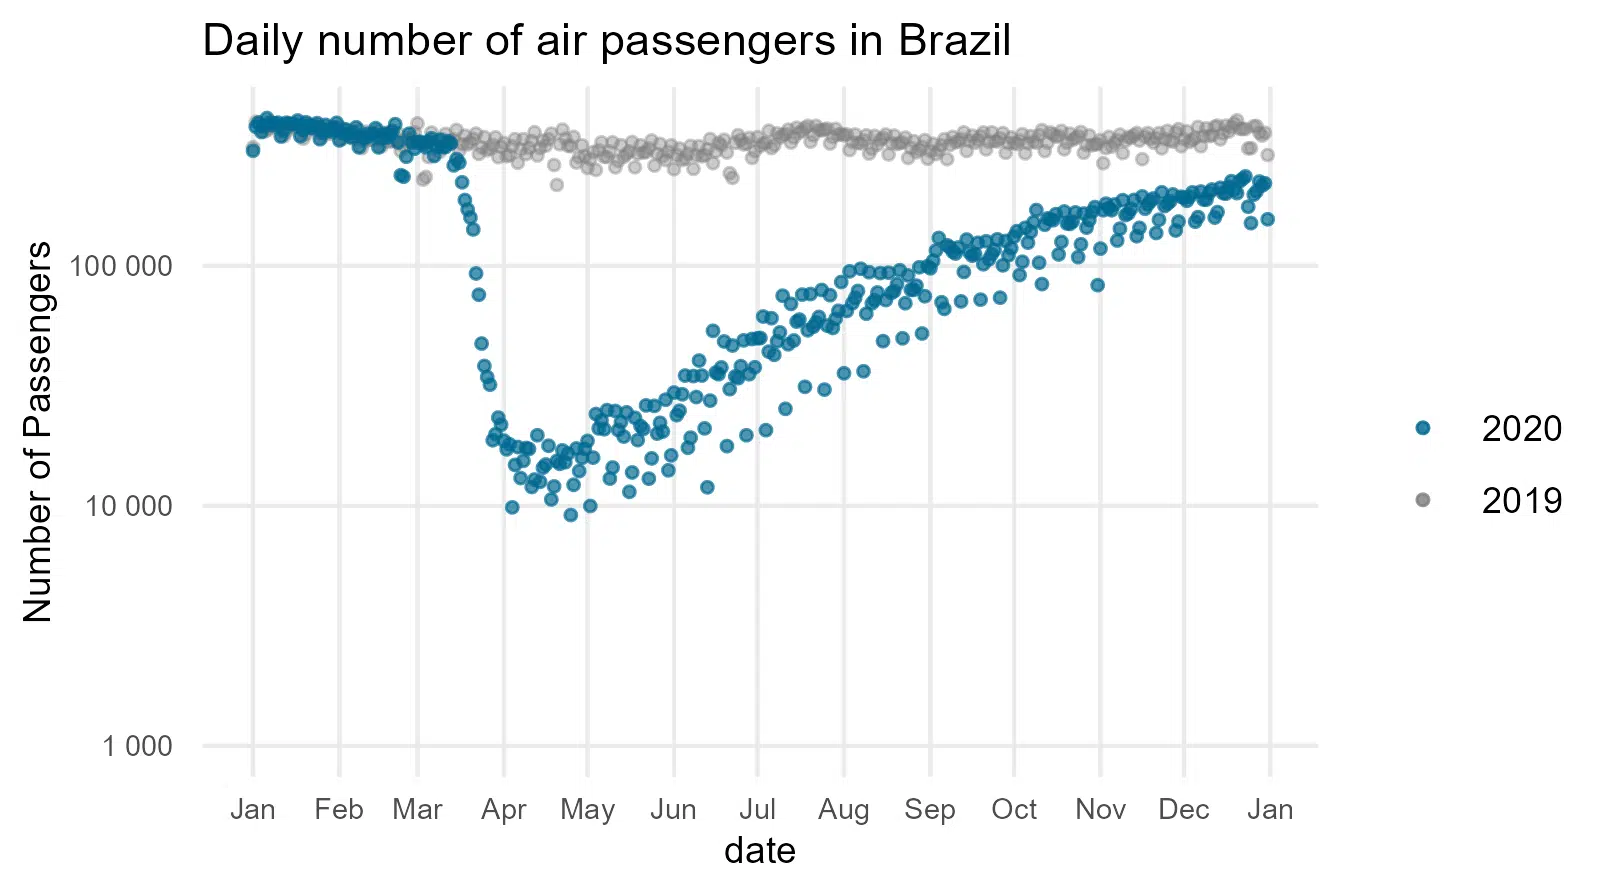 Daily number of air passengers in Brazil
Number of Passengers
100 000
10 000
1 000
Jan Feb Mar Apr May Jun Jul Aug Sep Oct Nov Dec Jan
date
2020
2019